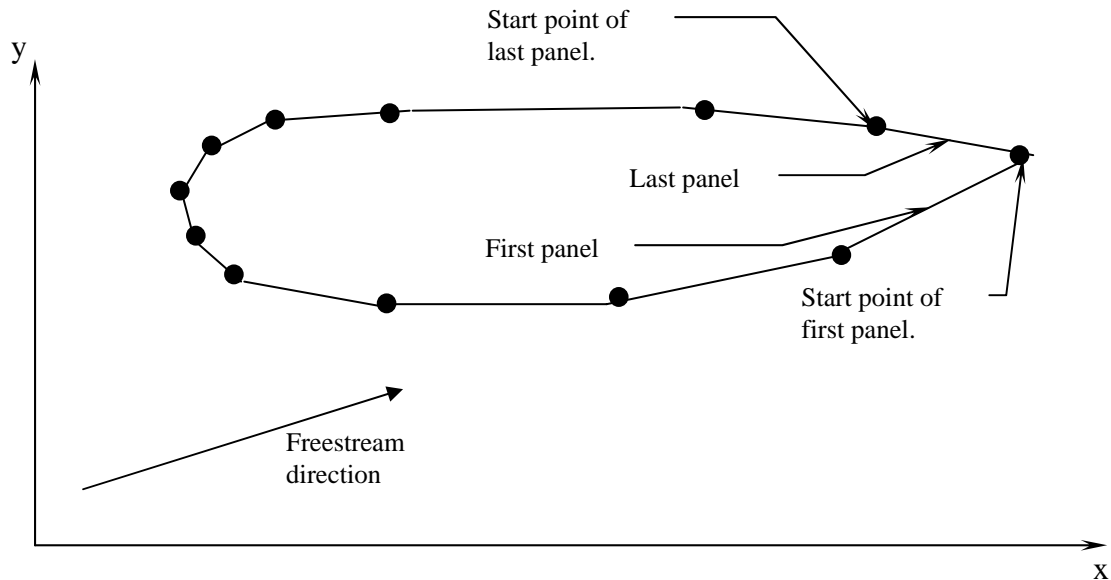 Start point of
last panel.
y
Last panel
First panel
Start point of
first panel.
Freestream
direction
x